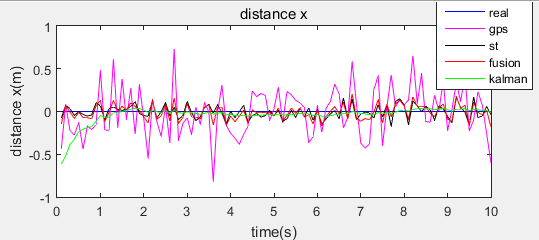 distance x
real
gps
st
fusion
kalman
distance x(m)
1
0.5
0
-0.5
-1
0 1 2 3 4 5 6 7 8 9 10
time(s)